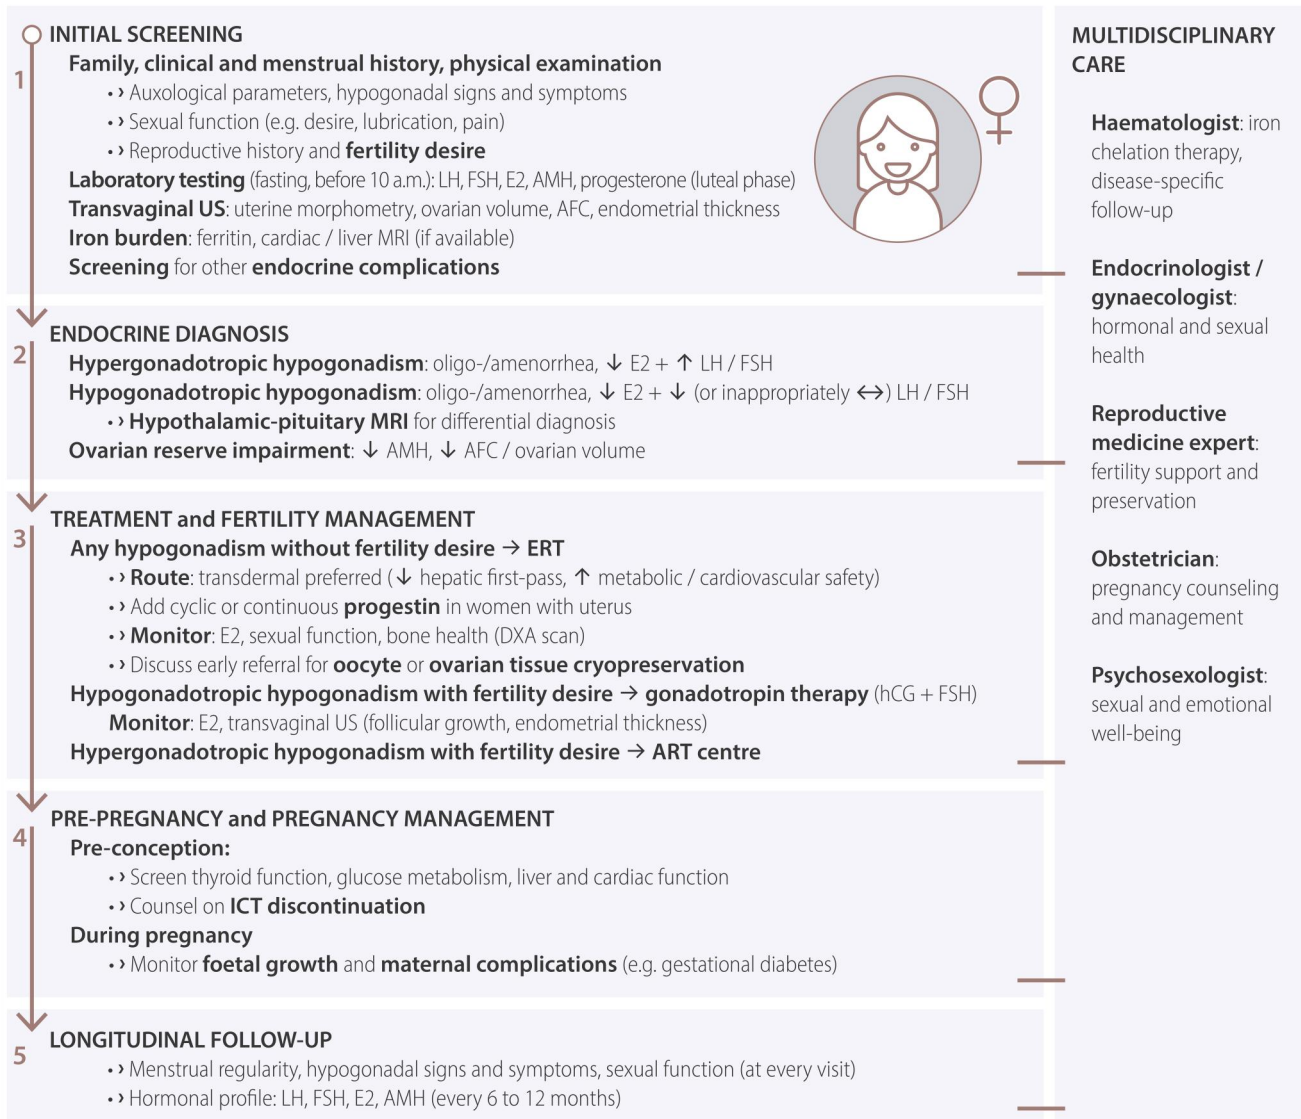 INITIAL SCREENING
1
Family, clinical and menstrual history, physical examination
• › Auxological parameters, hypogonadal signs and symptoms
• › Sexual function (e.g. desire, lubrication, pain)
• › Reproductive history and fertility desire
Laboratory testing (fasting, before 10 a.m.): LH, FSH, E2, AMH, progesterone (luteal phase)
Transvaginal US: uterine morphometry, ovarian volume, AFC, endometrial thickness
Iron burden: ferritin, cardiac / liver MRI (if available)
Screening for other endocrine complications
ENDOCRINE DIAGNOSIS
2
Hypergonadotropic hypogonadism: oligo-/amenorrhea, ↓ E2 + ↑ LH / FSH
Hypogonadotropic hypogonadism: oligo-/amenorrhea, ↓ E2 + ↓ (or inappropriately ↔) LH / FSH
• › Hypothalamic-pituitary MRI for differential diagnosis
Ovarian reserve impairment: ↓ AMH, ↓ AFC / ovarian volume
TREATMENT and FERTILITY MANAGEMENT
3
Any hypogonadism without fertility desire → ERT
• › Route: transdermal preferred (↓ hepatic first-pass, ↑ metabolic / cardiovascular safety)
• › Add cyclic or continuous progestin in women with uterus
• › Monitor: E2, sexual function, bone health (DXA scan)
• › Discuss early referral for oocyte or ovarian tissue cryopreservation
Hypogonadotropic hypogonadism with fertility desire → gonadotropin therapy (hCG + FSH)
Monitor: E2, transvaginal US (follicular growth, endometrial thickness)
Hypergonadotropic hypogonadism with fertility desire → ART centre
PRE-PREGNANCY and PREGNANCY MANAGEMENT
4
Pre-conception:
• › Screen thyroid function, glucose metabolism, liver and cardiac function
• › Counsel on ICT discontinuation
During pregnancy
• › Monitor foetal growth and maternal complications (e.g. gestational diabetes)
LONGITUDINAL FOLLOW-UP
5
• › Menstrual regularity, hypogonadal signs and symptoms, sexual function (at every visit)
• › Hormonal profile: LH, FSH, E2, AMH (every 6 to 12 months)
MULTIDISCIPLINARY
CARE
Haematologist: iron
chelation therapy,
disease-specific
follow-up
Endocrinologist /
gynaecologist:
hormonal and sexual
health
Reproductive
medicine expert:
fertility support and
preservation
Obstetrician:
pregnancy counseling
and management
Psychosexologist:
sexual and emotional
well-being